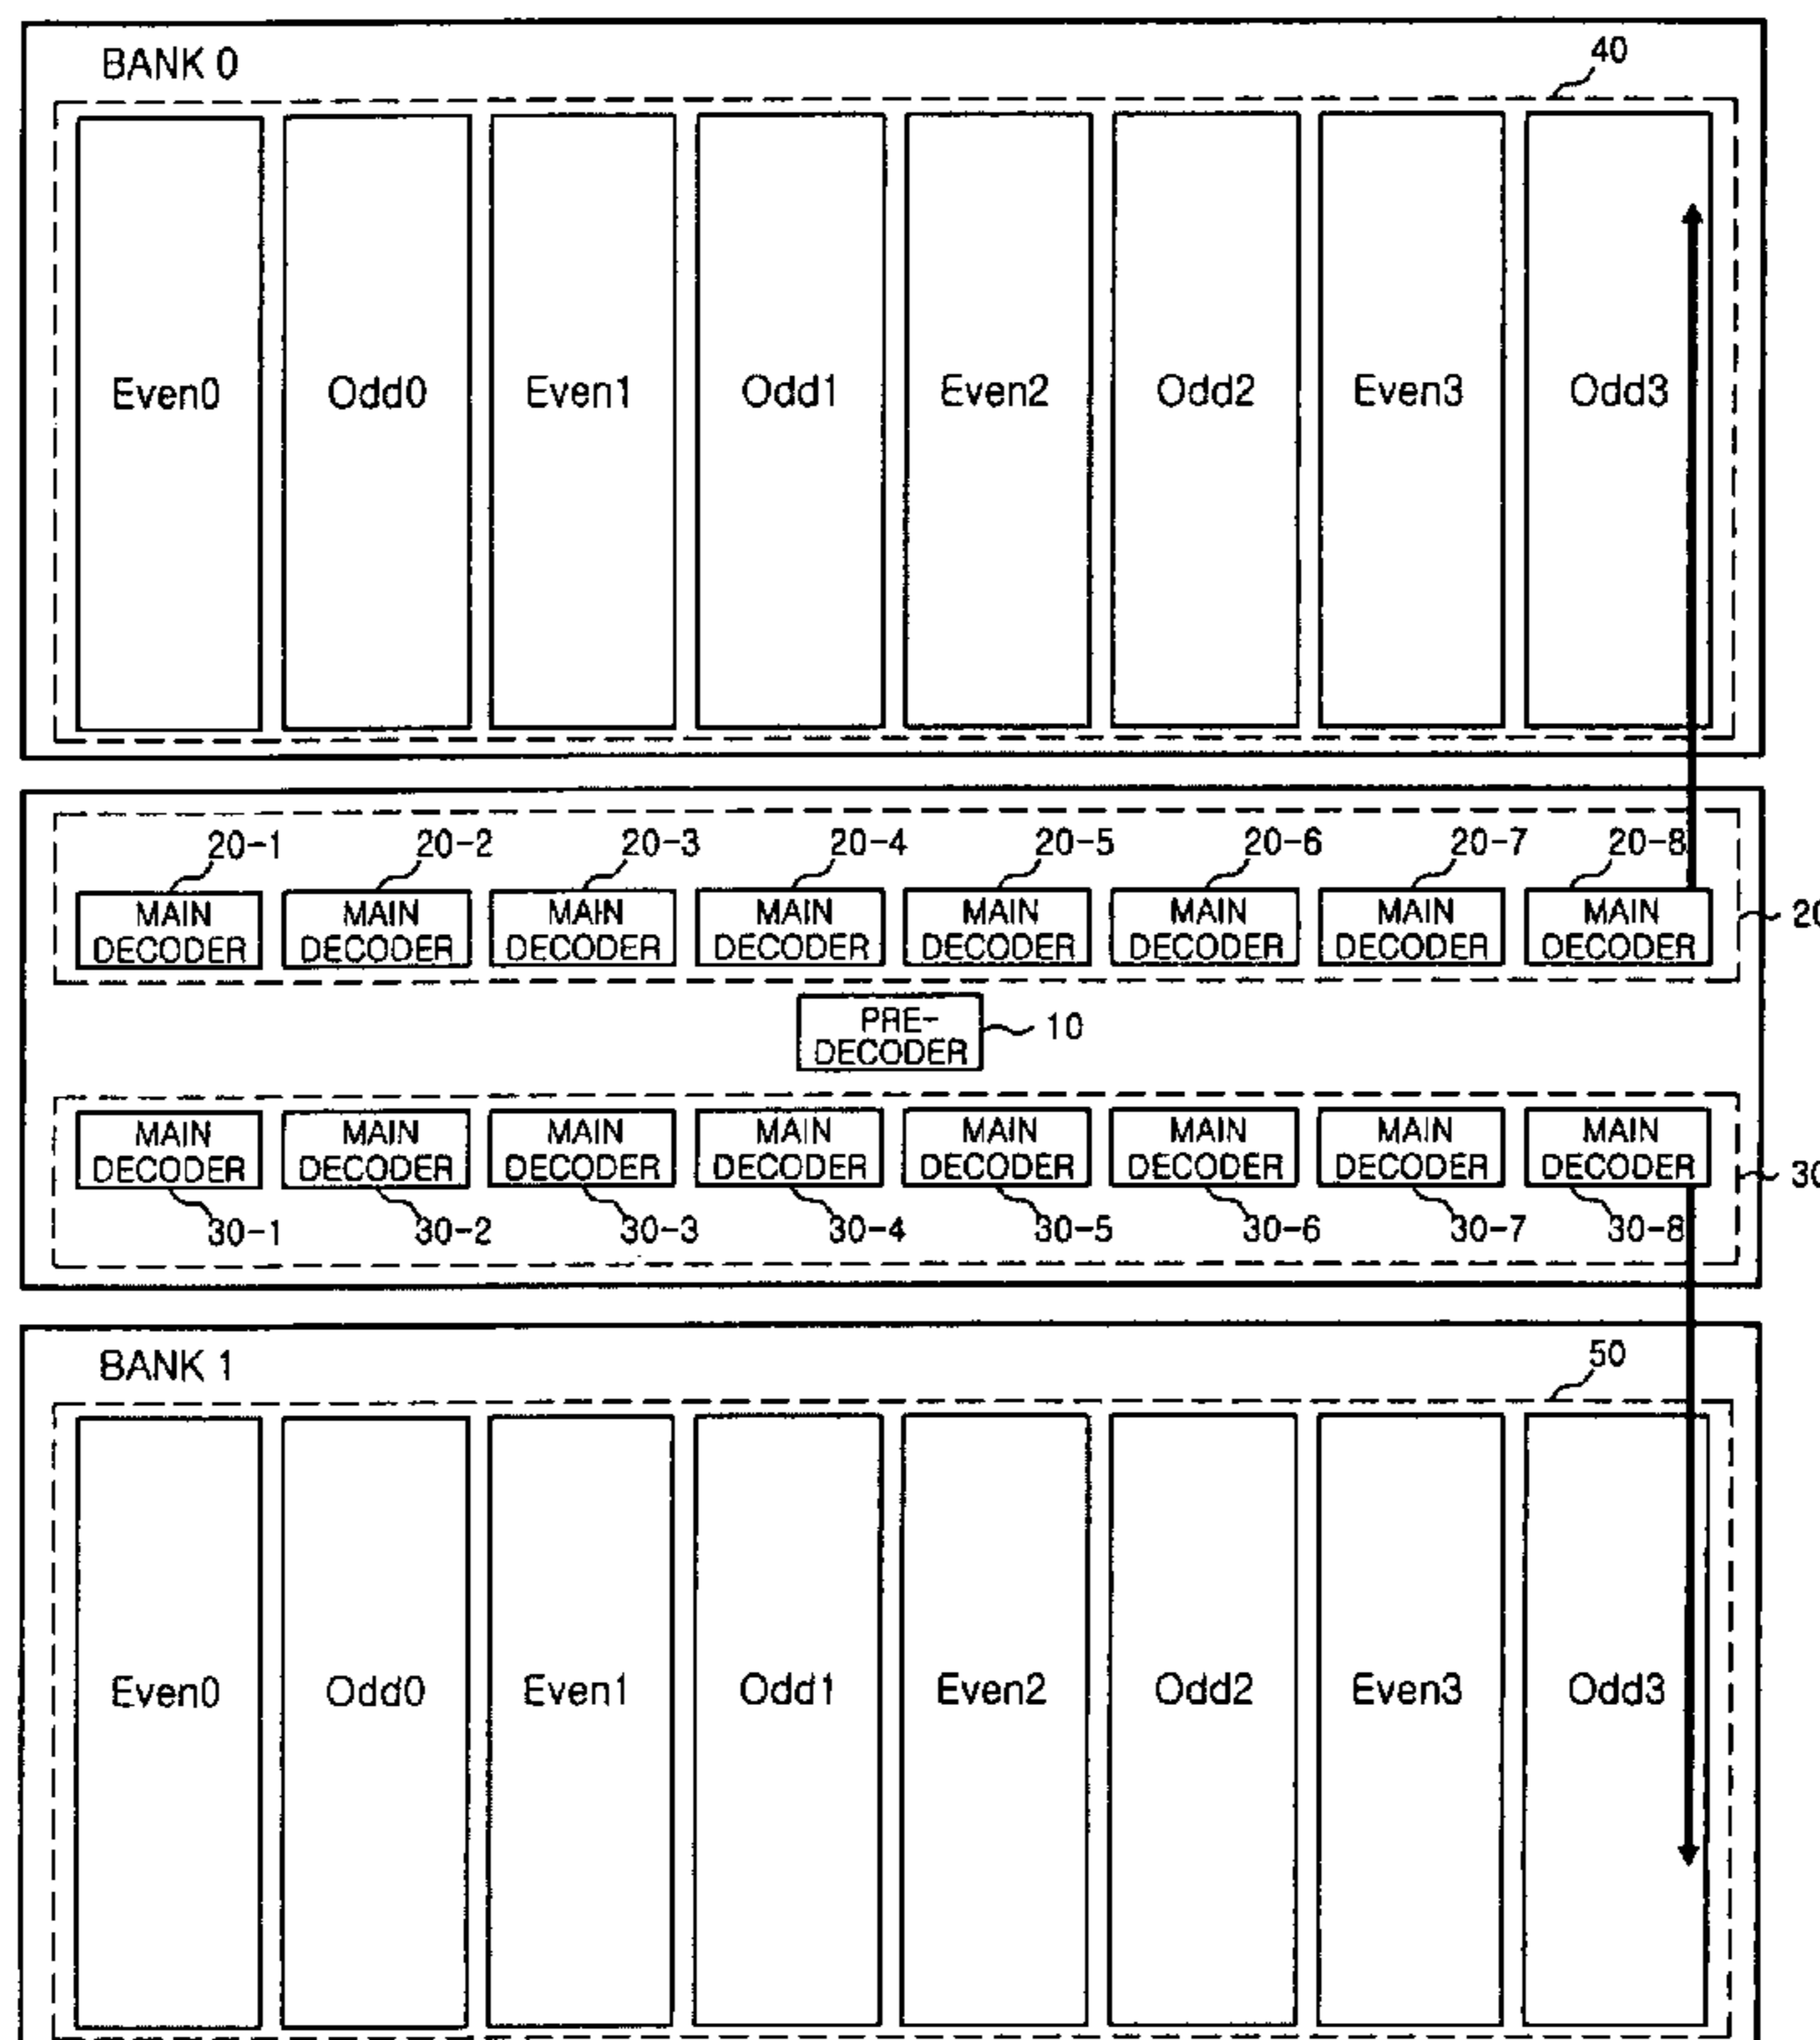 BANK 0
40
Even0 Odd0 Even1 Odd1 Even2 Odd2 Even3 Odd3
20-1 20-2 20-3 20-4 20-5 20-6 20-7 20-8
MAIN DECODER
MAIN DECODER
MAIN DECODER
MAIN DECODER
MAIN DECODER
MAIN DECODER
MAIN DECODER
MAIN DECODER
20
PRE-
DECODER
10
MAIN DECODER
MAIN DECODER
MAIN DECODER
MAIN DECODER
MAIN DECODER
MAIN DECODER
MAIN DECODER
MAIN DECODER
30
30-1 30-2 30-3 30-4 30-5 30-6 30-7 30-8
BANK 1
50
Even0 Odd0 Even1 Odd1 Even2 Odd2 Even3 Odd3